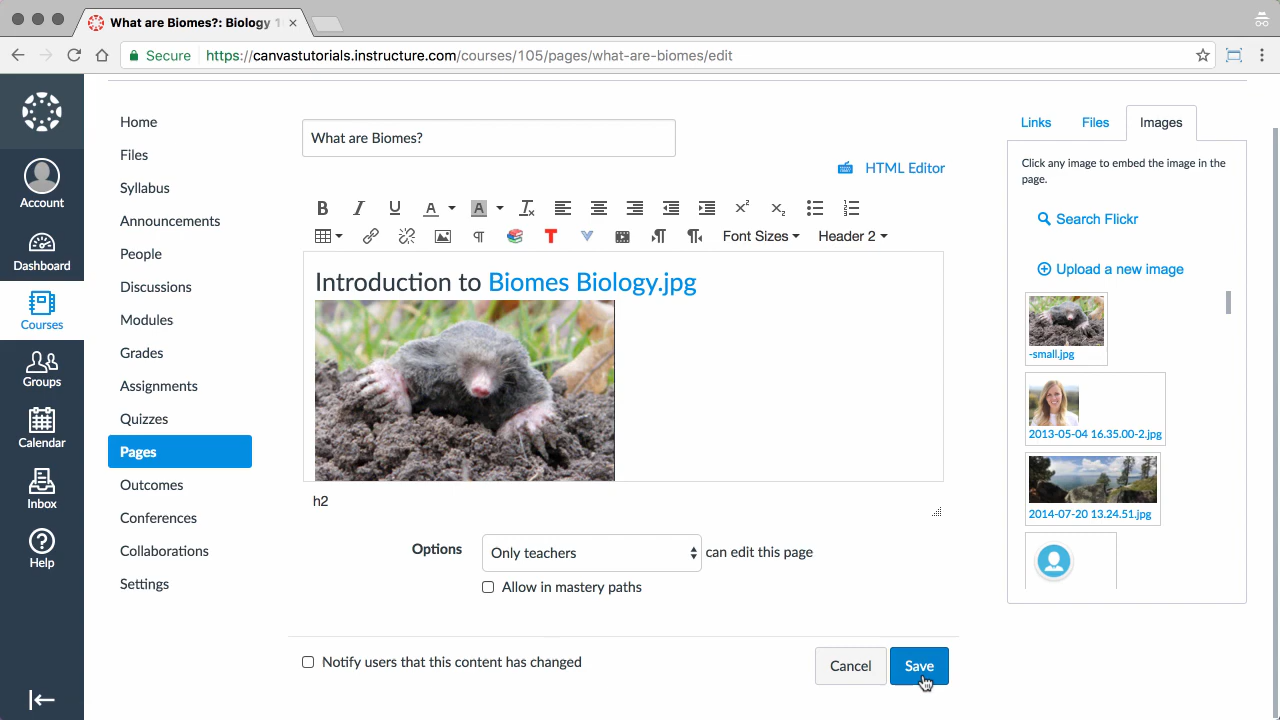 What are Biomes?: Biology 1
Secure https://canvastutorials.instructure.com/courses/105/pages/what-are-biomes/edit
Account
Dashboard
Courses
Groups
Calendar
Inbox
Help
Home
Files
Syllabus
Announcements
People
Discussions
Modules
Grades
Assignments
Quizzes
Pages
Outcomes
Conferences
Collaborations
Settings
What are Biomes?
HTML Editor
Font Sizes Header 2
Introduction to Biomes Biology.jpg
h2
Options Only teachers can edit this page
Allow in mastery paths
Notify users that this content has changed
Cancel Save
Links Files Images
Click any image to embed the image in the
page.
Search Flickr
Upload a new image
-small.jpg
2013-05-04 16.35.00-2.jpg
2014-07-20 13.24.51.jpg